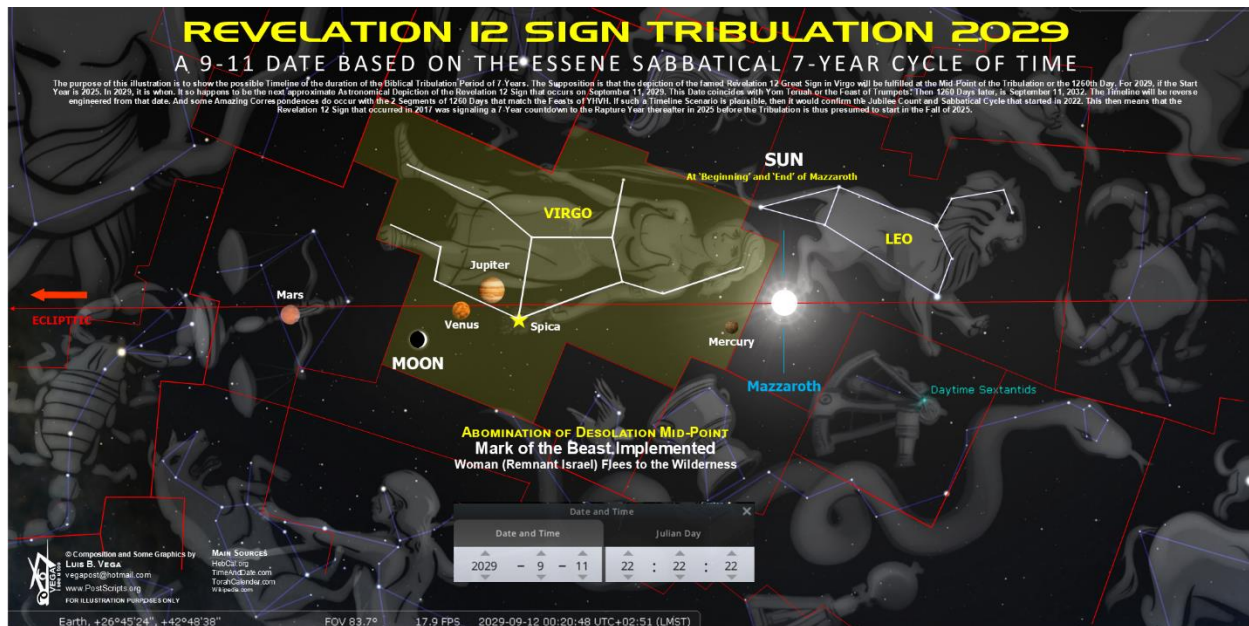 REVELATION 12 SIGN TRIBULATION 2029
A 9-11 DATE BASED ON THE ESSENE SABBATICAL 7-YEAR CYCLE OF TIME
The purpose of this illustration is to show the possible Timeline of the duration of the Biblical Tribulation Period of 7-Years. The Supposition is that the depiction of the famed Revelation 12 Great Sign in Virgo will be fulfilled at the Mid-Point of the Tribulation or the 1260th Day. For 2029, if the Start
Year is 2025. In 2029, it is when. It so happens to be the next approximate Astronomical Depiction of the Revelation 12 Sign that occurs on September 11, 2029. This Date coincides with Yom Teruah or the Feast of Trumpets. Then 1260 Days later, is September 11, 2032. The Timeline will be reverse
engineered from that date. And some Amazing Correspondences do occur with the 2 Segments of 1260 Days that match the Feasts of YHVH. If such a Timeline Scenario is plausible, then it would confirm the Jubilee Count and Sabbatical Cycle that started in 2022. This then means that the
Revelation 12 Sign that occurred in 2017 was signaling a 7-Year Countdown to the Rapture Year thereafter in 2025 before the Tribulation is thus presumed to start in the Fall of 2025.
SUN
At 'Beginning' and 'End' of Mazzaroth
VIRGO
LEO
Jupiter
Mars
Venus
Spica
ECLIPTTIC
Mercury
MOON
Mazzaroth
Daytime Sextantids
ABOMINATION OF DESOLATION MID-POINT
Mark of the Beast Implemented
Woman (Remnant Israel) Flees to the Wilderness
Date and Time
Date and Time
Julian Day
2029 - 9 - 11 22 : 22 : 22
© Composition and Some Graphics by
LUIS B. VEGA
vegapost@hotmail.com
www.PostScripts.org
FOR ILLUSTRATION PURPOSES ONLY
MAIN SOURCES
HebCal.org
TimeAndDate.com
TorahCalender.com
Wikipedia.com
VEGA
Earth, +26°45'24", +42°48'38" FOV 83.7° 17.9 FPS 2029-09-12 00:20:48 UTC+02:51 (LMST)